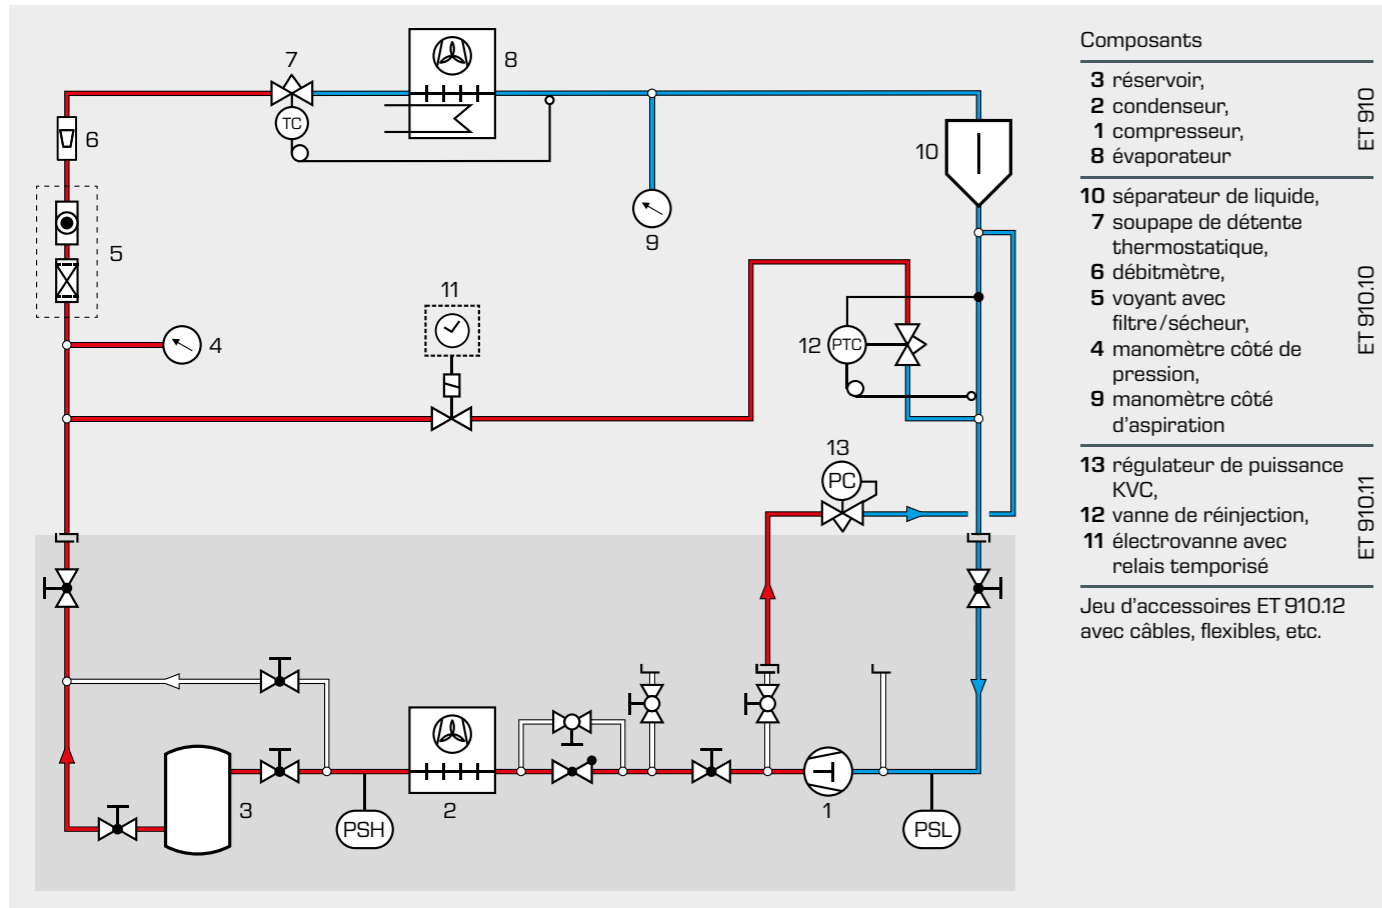 7
8
TC
6
10
9
5
11
4
12
PTC
13
PC
3
2
1
PSH
PSL
Composants
3 réservoir,
2 condenseur,
1 compresseur,
8 évaporateur
ET 910
10 séparateur de liquide,
7 soupape de détente
thermostatique,
6 débitmètre,
5 voyant avec
filtre/sécheur,
4 manomètre côté de
pression,
9 manomètre côté
d'aspiration
ET 910.10
13 régulateur de puissance
KVC,
12 vanne de réinjection,
11 électrovanne avec
relais temporisé
ET 910.11
Jeu d'accessoires ET 910.12
avec câbles, flexibles, etc.